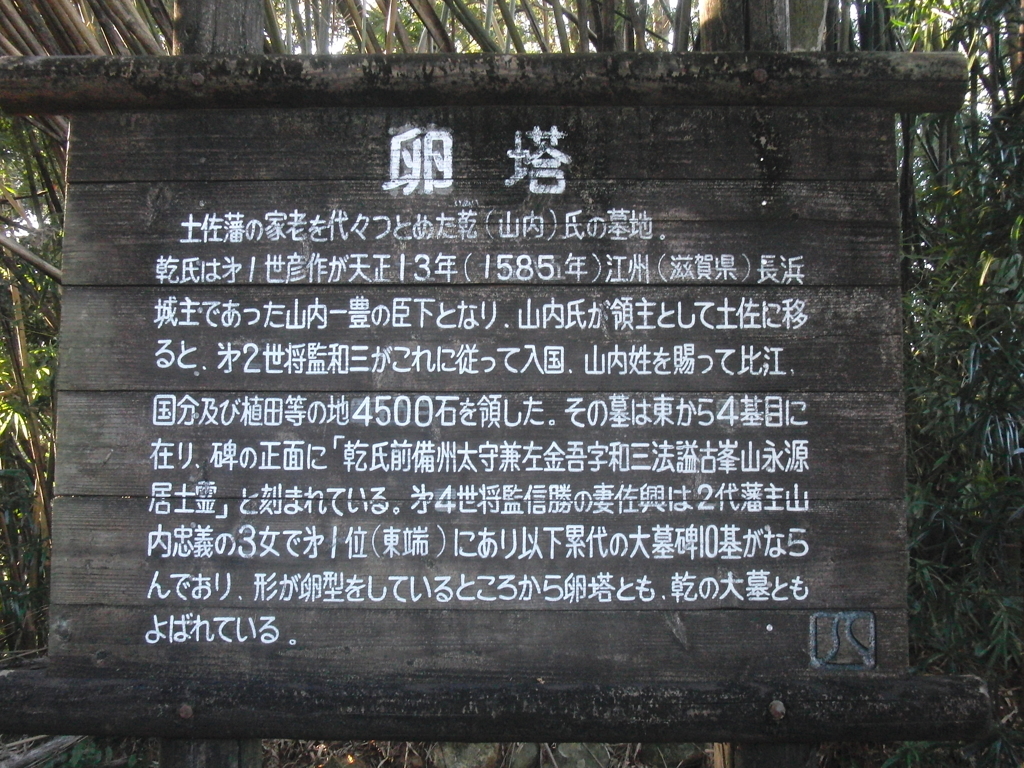 卵塔
土佐藩の家老を代々つとめた乾(山内)氏の墓地。
乾氏は㐧1世彦作が天正13年(1585年)江州(滋賀県)長浜
城主であった山内一豊の臣下となり、山内氏が領主として土佐に移
ると、㐧2世将監和三がこれに従って入国、山内姓を賜って比江、
国分及び植田等の地4500石を領した。その墓は東から4基目に
在り、碑の正面に「乾氏前備州太守兼左金吾字和三法謚古峯山永源
居士霊」と刻まれている。㐧4世将監信勝の妻佐興は2代藩主山
内忠義の3女で㐧1位(東端)にあり以下累代の大墓碑10基がなら
んでおり、形が卵型をしているところから卵塔とも、乾の大墓とも
よばれている。